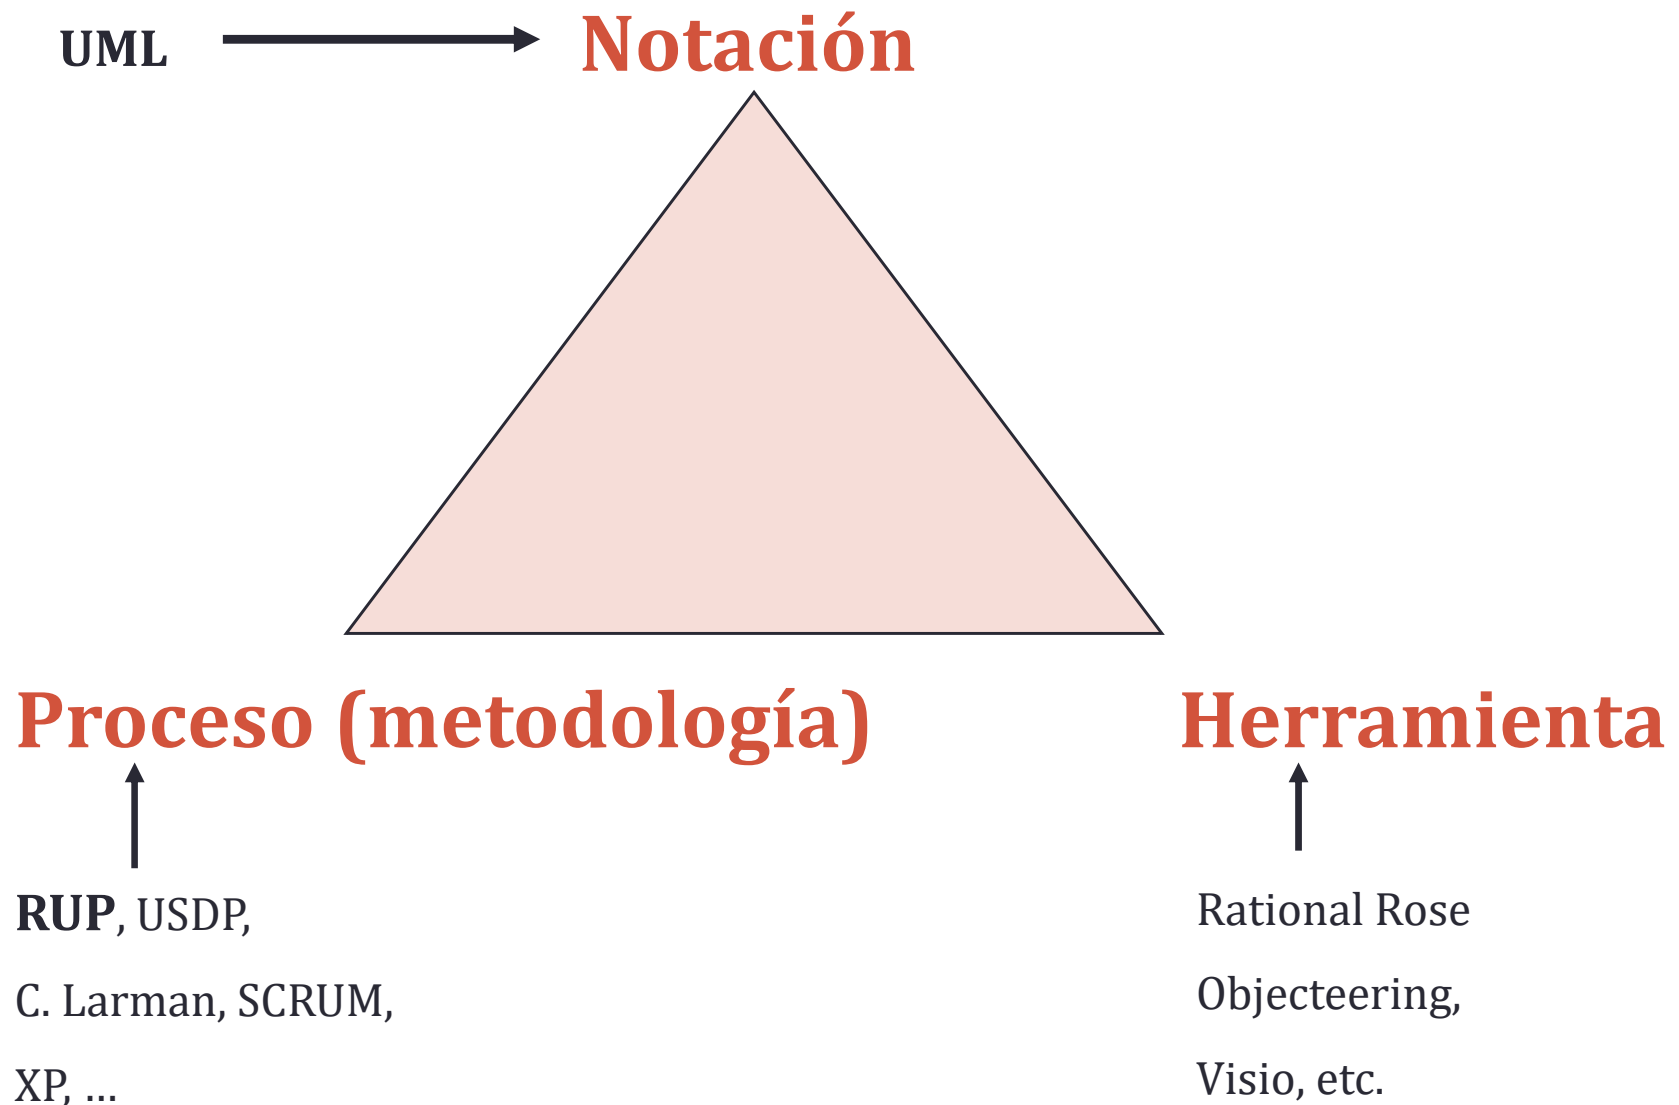 UML
Notación
Proceso (metodología)
Herramienta
RUP, USDP,
C. Larman, SCRUM,
XP, ...
Rational Rose
Objecteering,
Visio, etc.